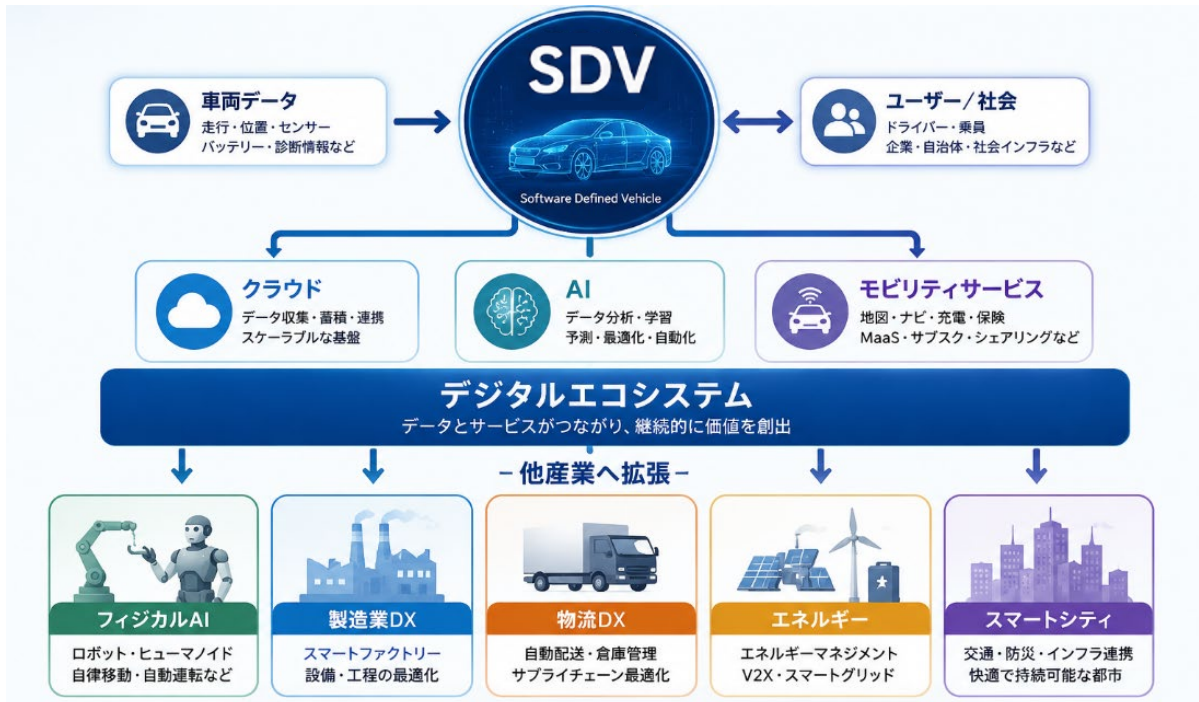 SDV
Software Defined Vehicle
車両データ
走行・位置・センサー
バッテリー・診断情報など
ユーザー/社会
ドライバー・乗員
企業・自治体・社会インフラなど
クラウド
データ収集・蓄積・連携
スケーラブルな基盤
AI
データ分析・学習
予測・最適化・自動化
モビリティサービス
地図・ナビ・充電・保険
MaaS・サブスク・シェアリングなど
デジタルエコシステム
データとサービスがつながり、継続的に価値を創出
–他産業へ拡張–
フィジカルAI
ロボット・ヒューマノイド
自律移動・自動運転など
製造業DX
スマートファクトリー
設備・工程の最適化
物流DX
自動配送・倉庫管理
サプライチェーン最適化
エネルギー
エネルギーマネジメント
V2X・スマートグリッド
スマートシティ
交通・防災・インフラ連携
快適で持続可能な都市